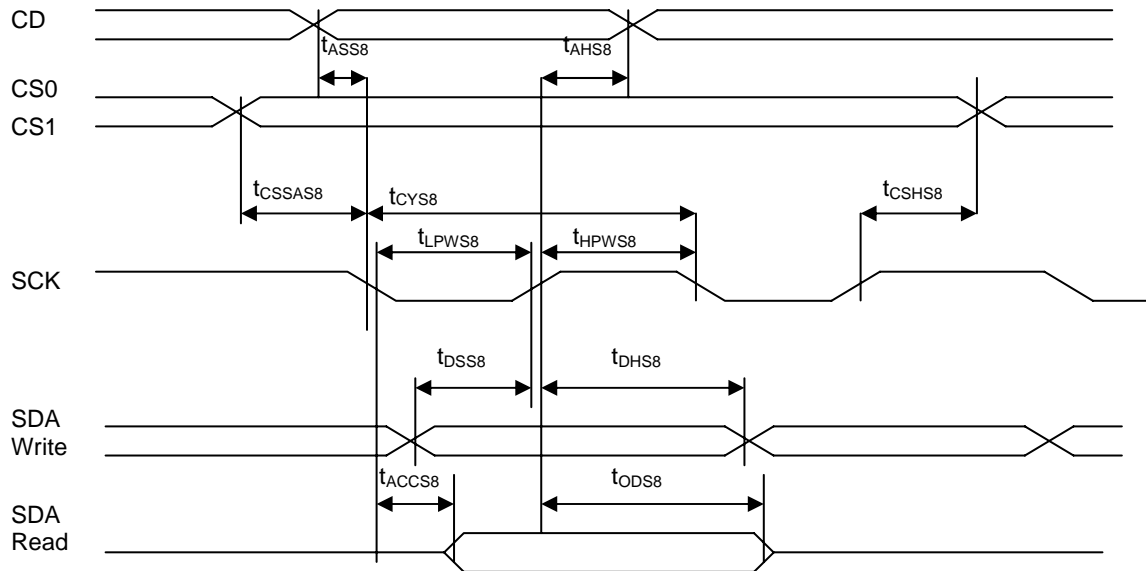 CD
tASS8
tAHS8
CS0
CS1
tCSSAS8
tCYS8
tCSHS8
tLPWS8
tHPWS8
SCK
tDSS8
tDHS8
SDA
Write
tACCS8
tODS8
SDA
Read